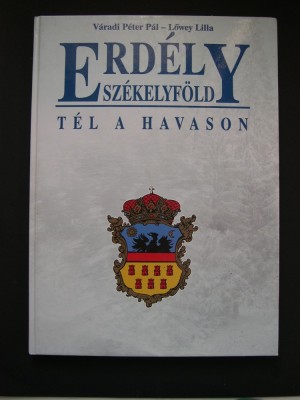 Váradi Péter Pál – Lőwey Lilla
ERDÉLY
SZÉKELYFÖLD
TÉL A HAVASON